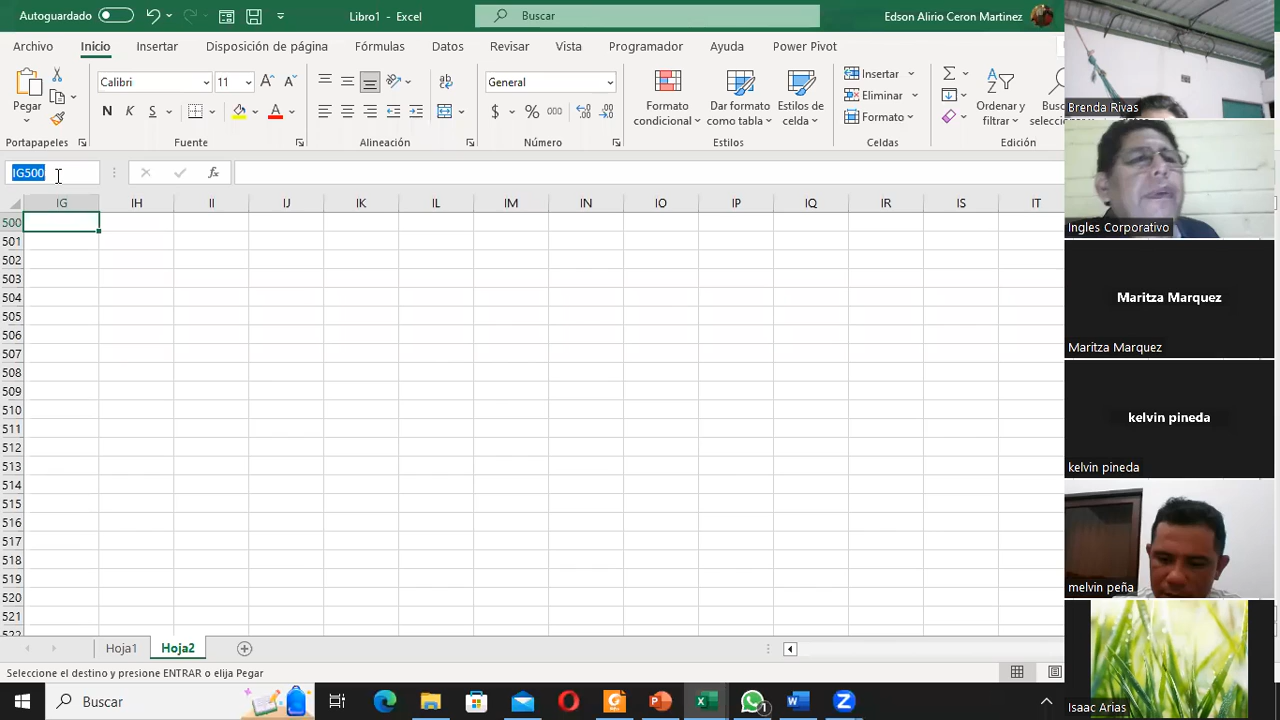 Autoguardado
Libro1 - Excel
Buscar
Edson Alirio Ceron Martinez
Archivo Inicio Insertar Disposición de página Fórmulas Datos Revisar Vista Programador Ayuda Power Pivot
Pegar
Portapapeles
Calibri 11
N K S
Fuente
Alineación
General
$ % 000
Número
Formato condicional
Dar formato como tabla
Estilos de celda
Estilos
Insertar
Eliminar
Formato
Celdas
Ordenar y filtrar
Edición
IG500
fx
IG IH II IJ IK IL IM IN IO IP IQ IR IS IT
500
501
502
503
504
505
506
507
508
509
510
511
512
513
514
515
516
517
518
519
520
521
522
Hoja1 Hoja2
Seleccione el destino y presione ENTRAR o elija Pegar
Buscar
Brenda Rivas
Ingles Corporativo
Maritza Marquez
Maritza Marquez
kelvin pineda
kelvin pineda
melvin peña
Isaac Arias